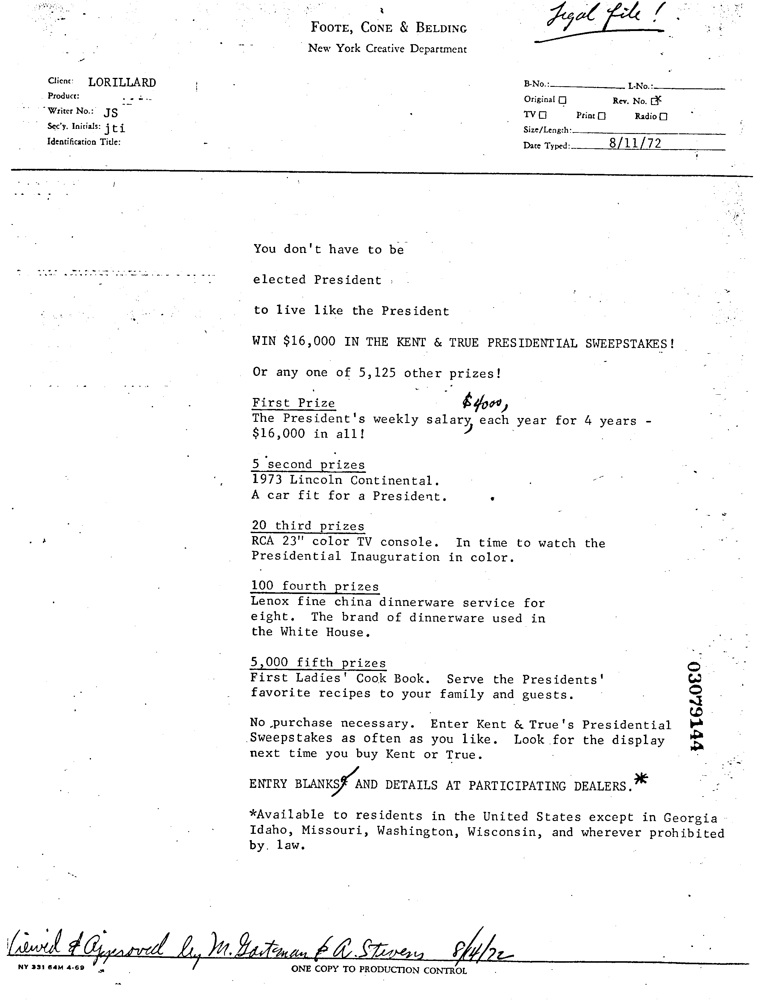 Legal file!
FOOTE, CONE & BELDING
New York Creative Department
Client: LORILLARD
Product:
Writer No.: JS
Sec'y. Initials: jti
Identification Title:
B-No.: L-No.:
Original Rev. No. X
TV Print Radio
Size/Length:
Date Typed: 8/11/72
You don't have to be
elected President
to live like the President
WIN $16,000 IN THE KENT & TRUE PRESIDENTIAL SWEEPSTAKES!
Or any one of 5,125 other prizes!
First Prize
$4000,
The President's weekly salary, each year for 4 years -
$16,000 in all!
5 second prizes
1973 Lincoln Continental.
A car fit for a President.
20 third prizes
RCA 23" color TV console. In time to watch the
Presidential Inauguration in color.
100 fourth prizes
Lenox fine china dinnerware service for
eight. The brand of dinnerware used in
the White House.
5,000 fifth prizes
First Ladies' Cook Book. Serve the Presidents'
favorite recipes to your family and guests.
No purchase necessary. Enter Kent & True's Presidential
Sweepstakes as often as you like. Look for the display
next time you buy Kent or True.
ENTRY BLANKS AND DETAILS AT PARTICIPATING DEALERS.*
*Available to residents in the United States except in Georgia
Idaho, Missouri, Washington, Wisconsin, and wherever prohibited
by law.
03079144
Viewed & Approved by M. & A. Stevens 8/14/72
NY 331 64M 4-69
ONE COPY TO PRODUCTION CONTROL